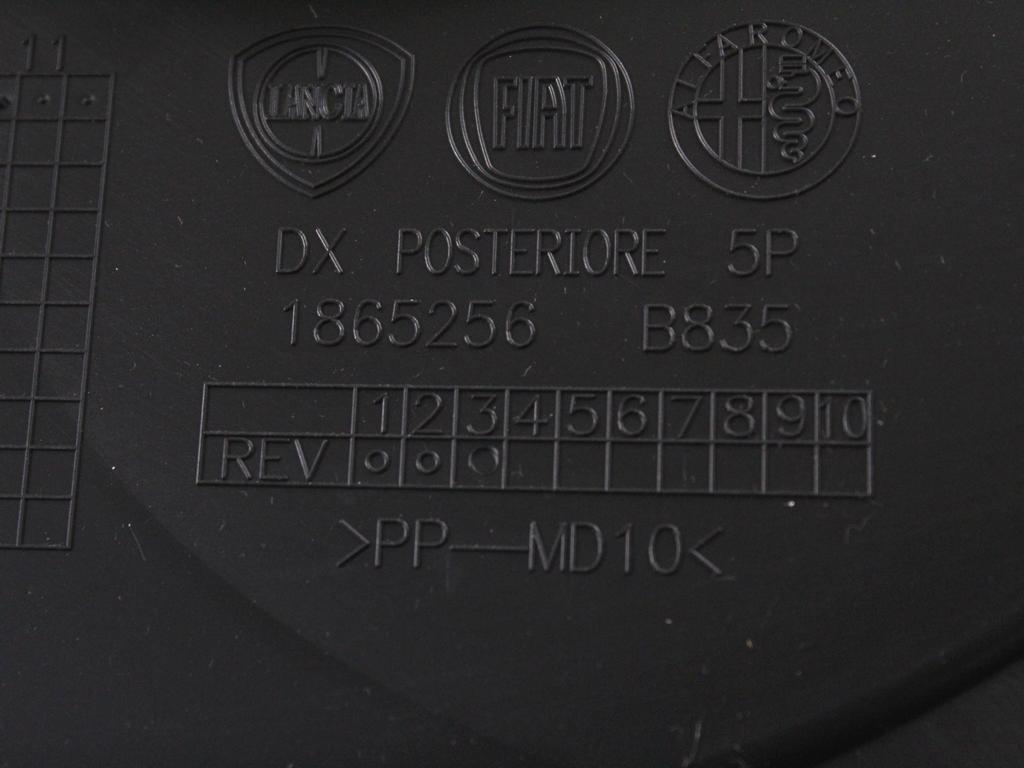 11
LANCIA
FIAT
ALFA ROMEO
DX POSTERIORE 5P
1865256 B835
1 2 3 4 5 6 7 8 9 10
REV
>PP—MD10<